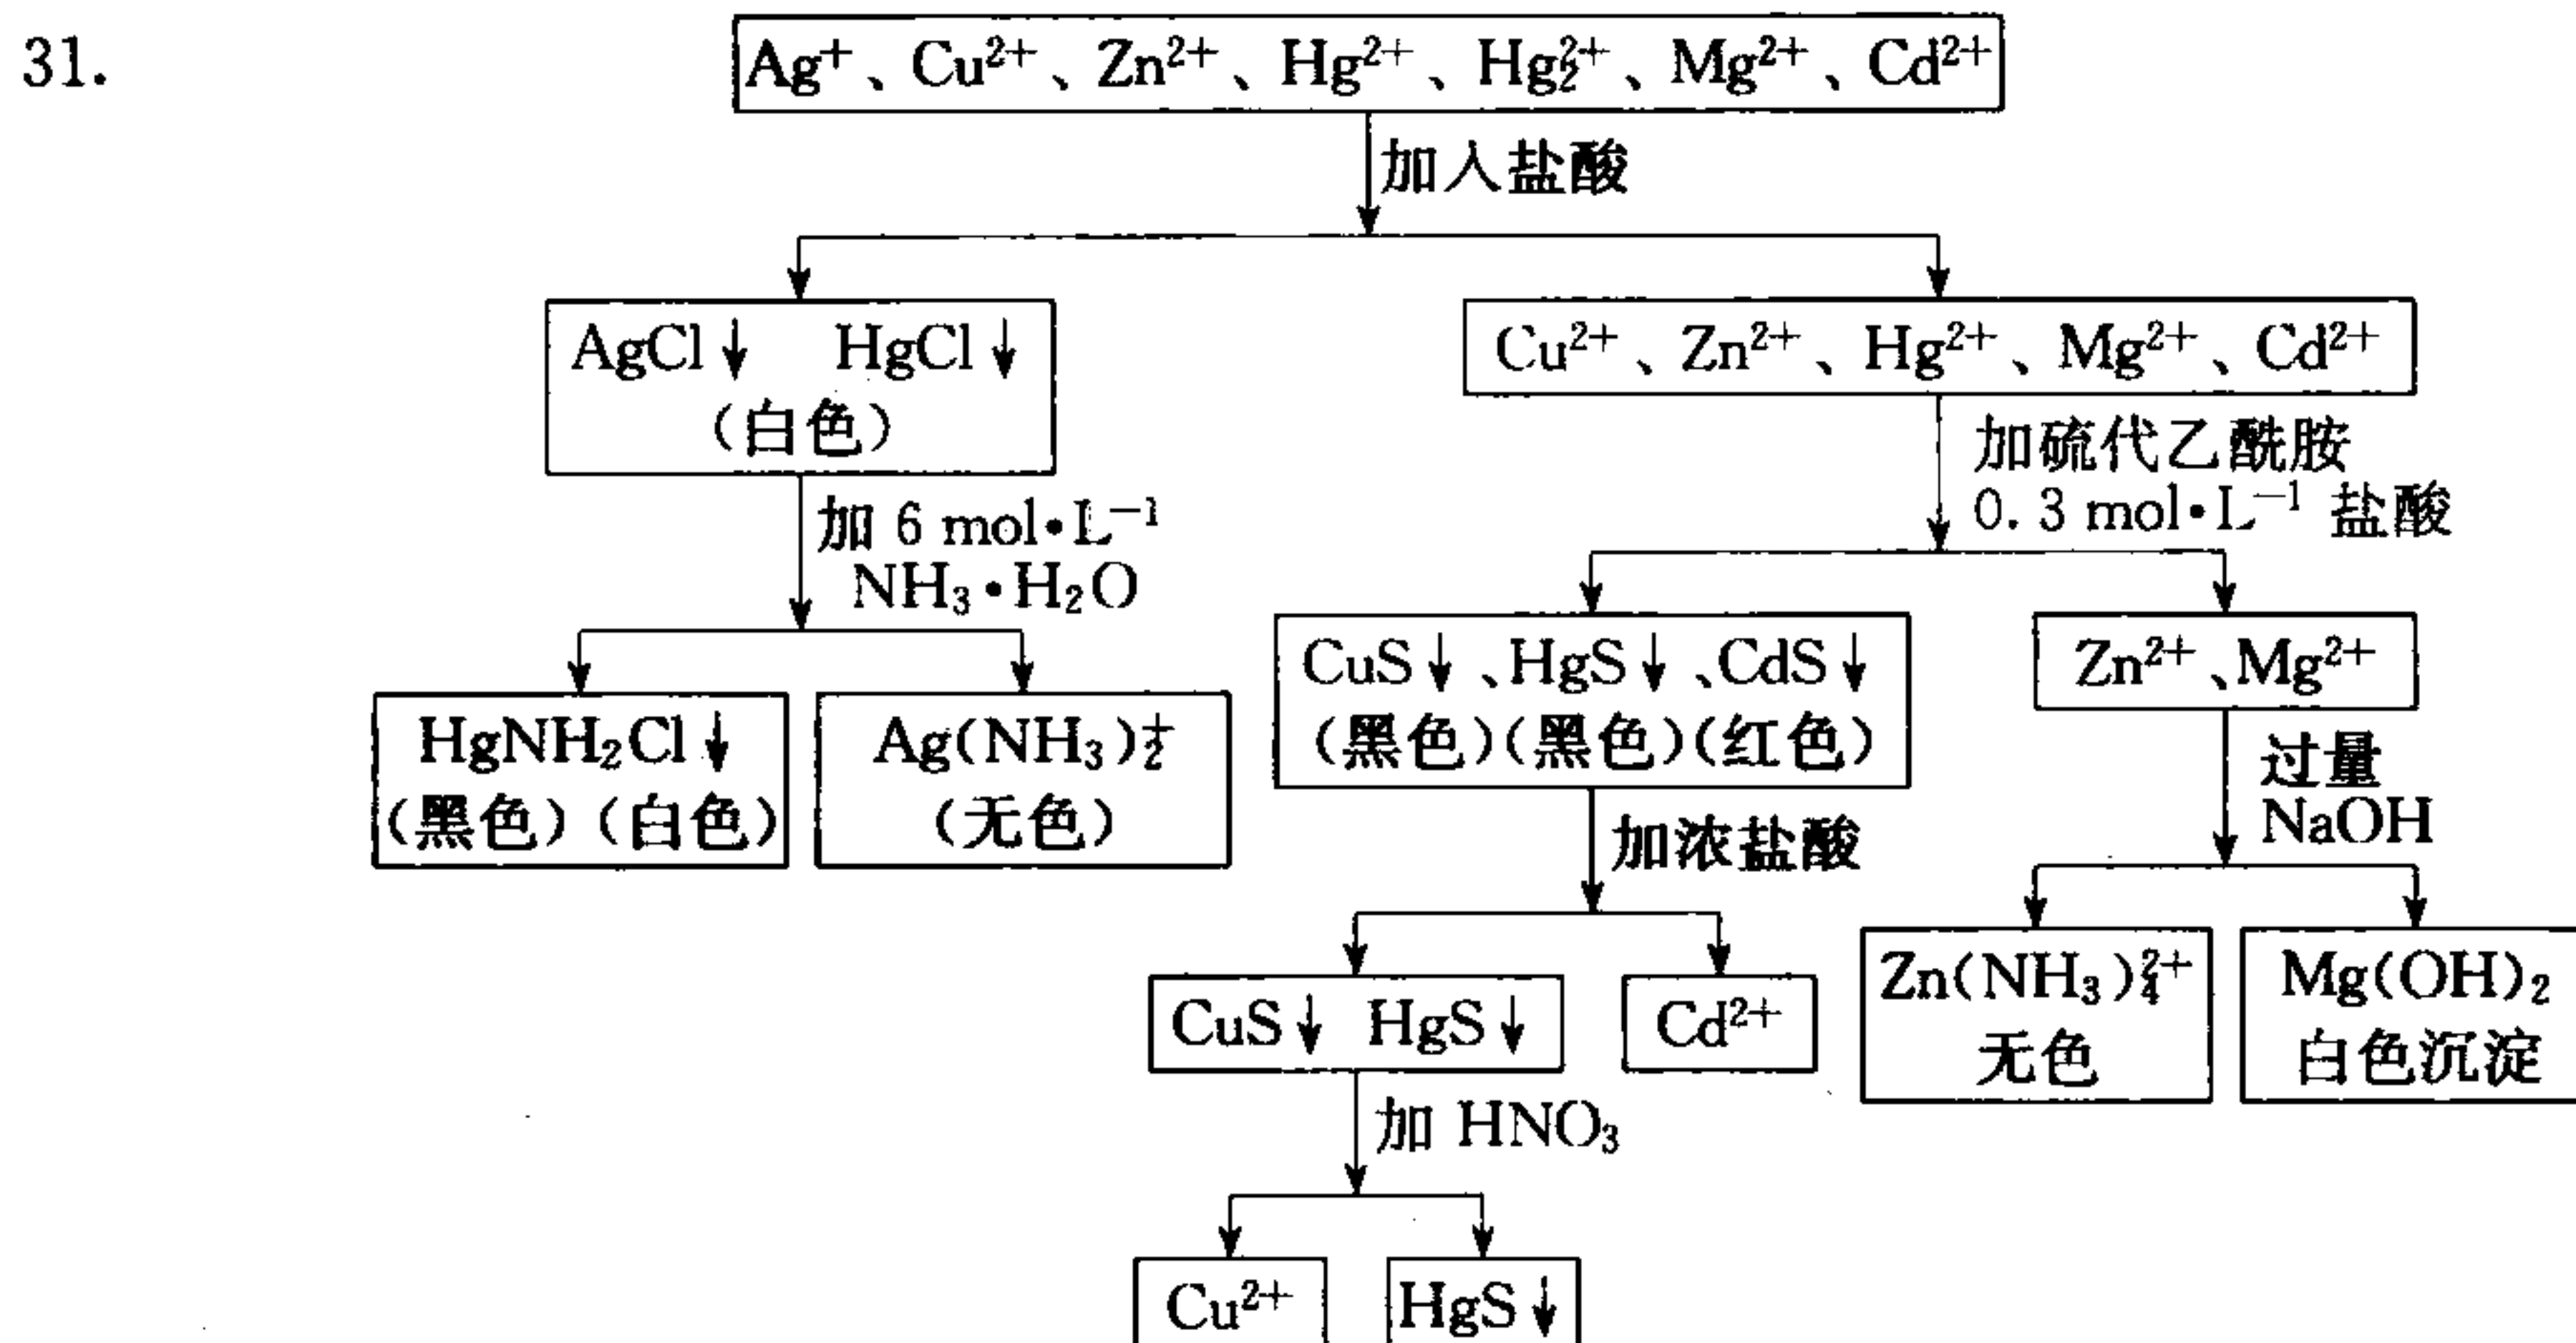 31.
Ag⁺、Cu²⁺、Zn²⁺、Hg²⁺、Hg₂²⁺、Mg²⁺、Cd²⁺
加入盐酸
AgCl↓ HgCl↓
(白色)
Cu²⁺、Zn²⁺、Hg²⁺、Mg²⁺、Cd²⁺
加 6 mol·L⁻¹
NH₃·H₂O
加硫代乙酰胺
0.3 mol·L⁻¹ 盐酸
HgNH₂Cl↓
(黑色)(白色)
Ag(NH₃)₂⁺
(无色)
CuS↓、HgS↓、CdS↓
(黑色)(黑色)(红色)
Zn²⁺、Mg²⁺
加浓盐酸
过量
NaOH
CuS↓ HgS↓
Cd²⁺
Zn(NH₃)₄²⁺
无色
Mg(OH)₂
白色沉淀
加 HNO₃
Cu²⁺
HgS↓